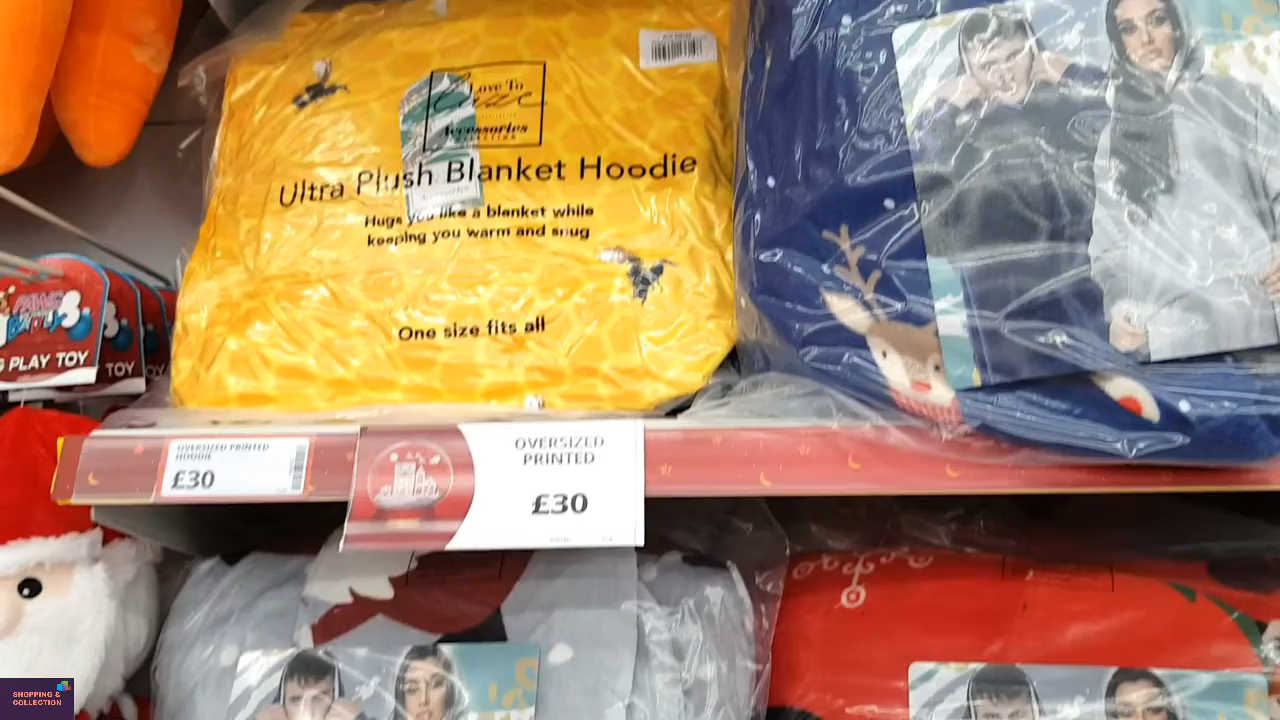 Love To
Accessories
COLLECTION
Ultra Plush Blanket Hoodie
Hugs you like a blanket while
keeping you warm and snug
One size fits all
PLAY TOY
TOY
OVERSIZED PRINTED
HOODIE
£30
OVERSIZED
PRINTED
£30
SHOPPING &
COLLECTION